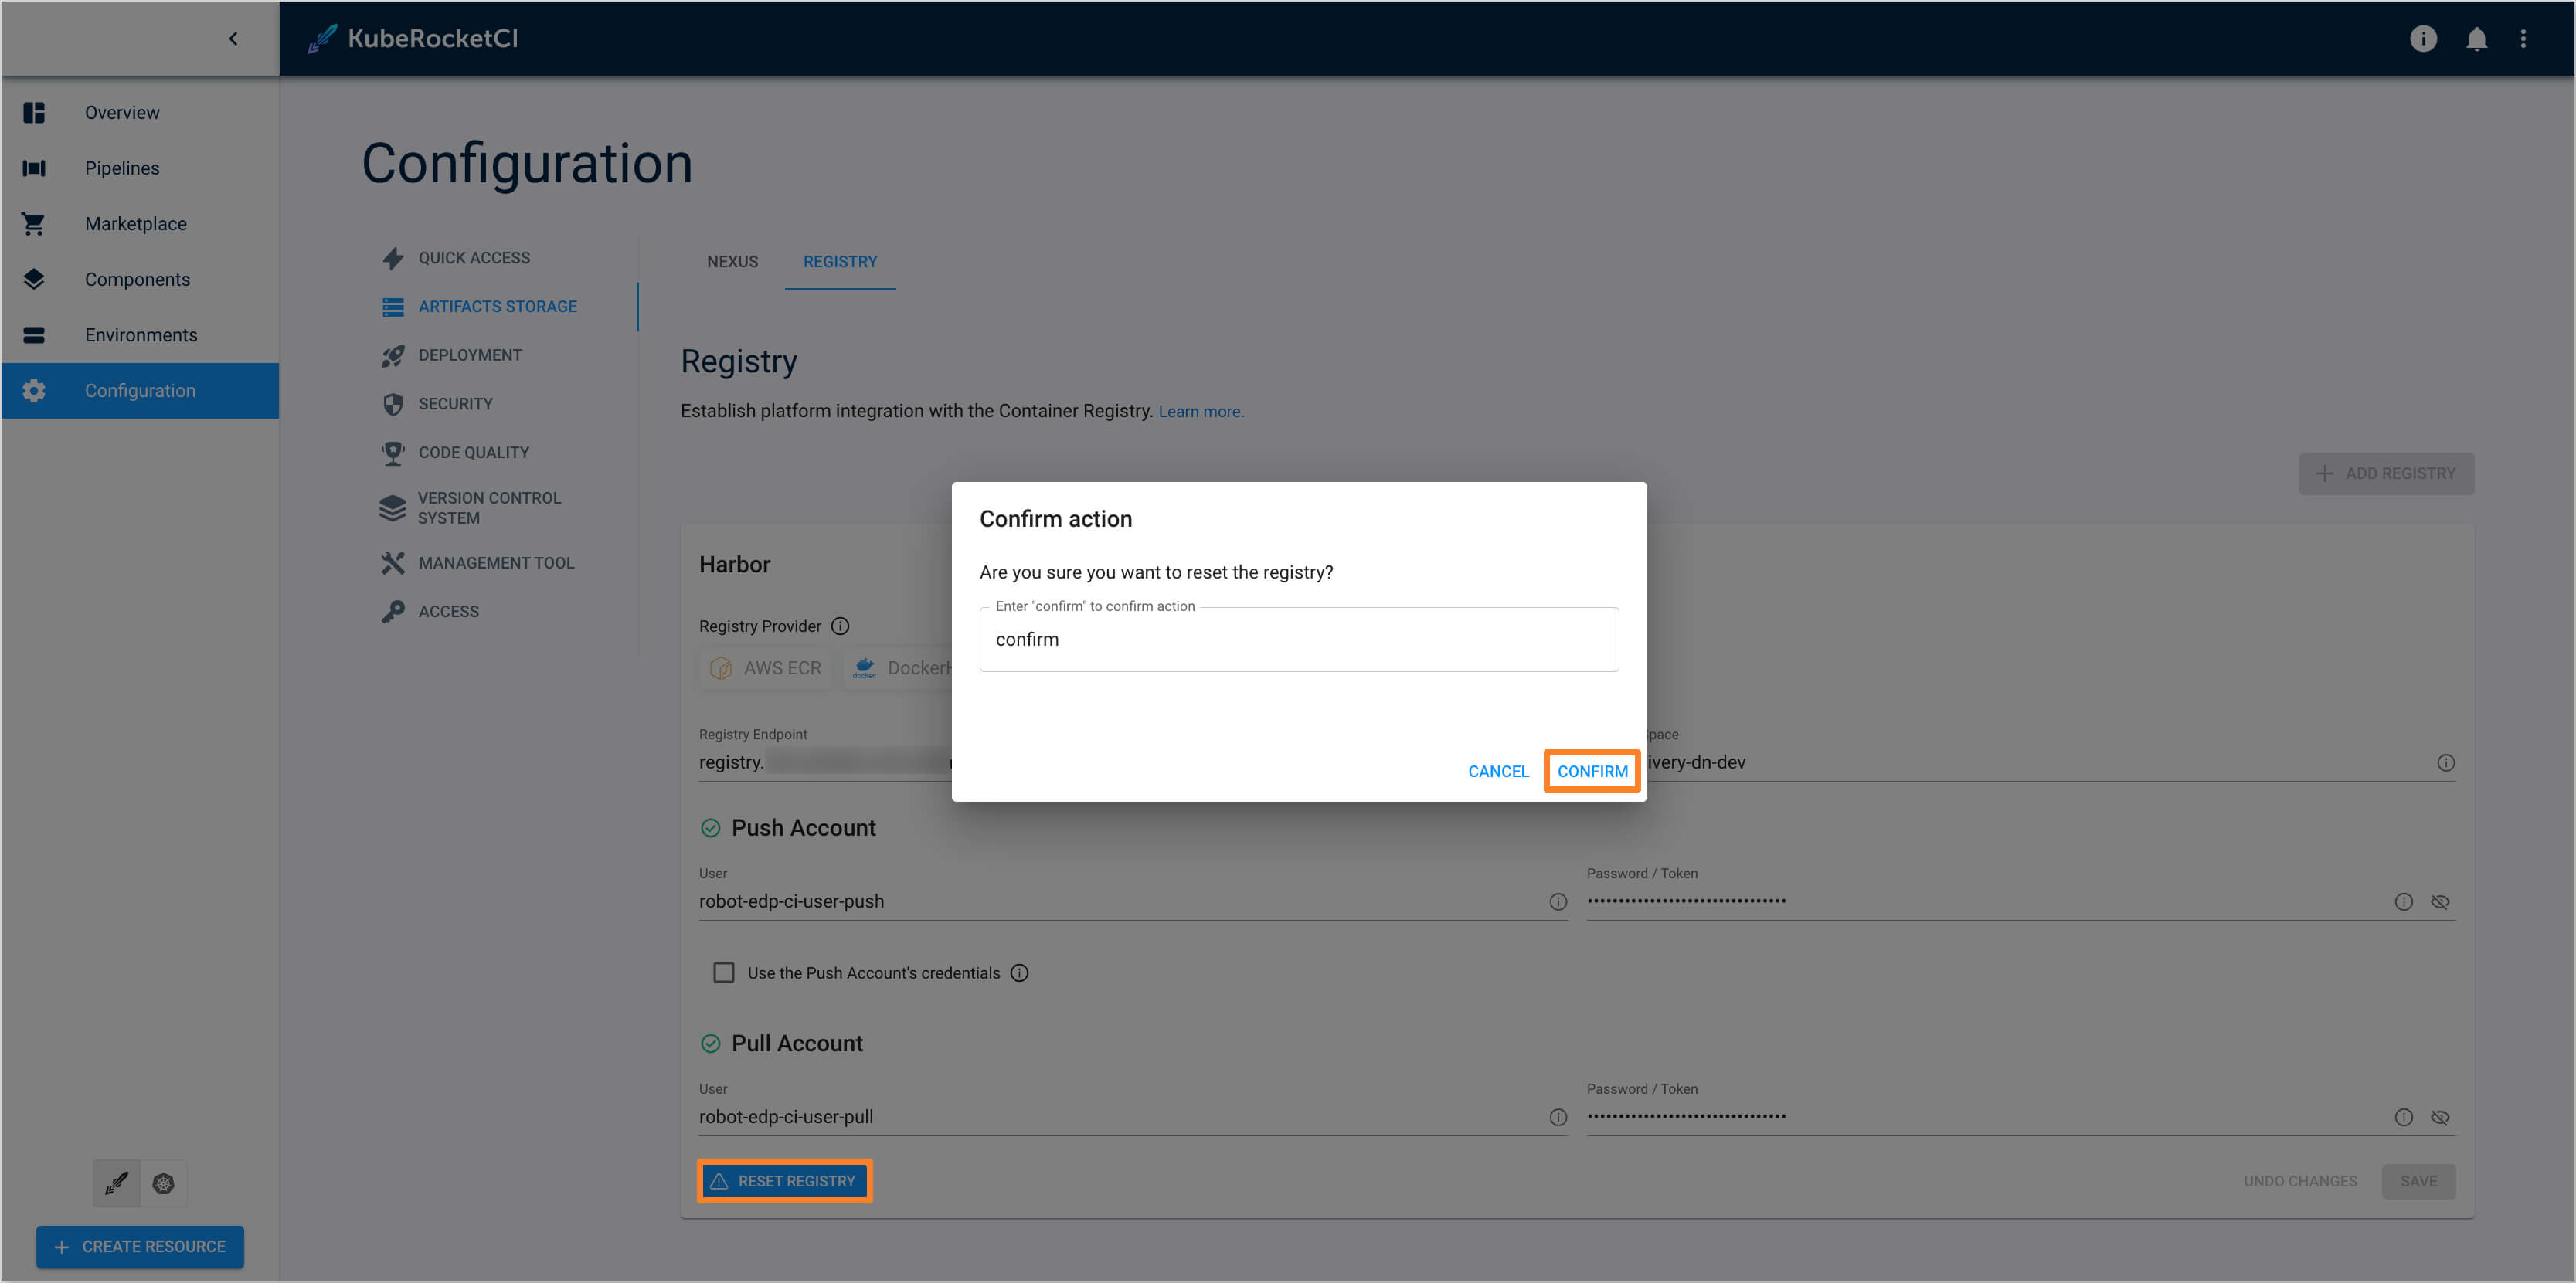 KubeRocketCI
Overview
Pipelines
Marketplace
Components
Environments
Configuration
CREATE RESOURCE
Configuration
QUICK ACCESS
ARTIFACTS STORAGE
DEPLOYMENT
SECURITY
CODE QUALITY
VERSION CONTROL
SYSTEM
MANAGEMENT TOOL
ACCESS
NEXUS REGISTRY
Registry
Establish platform integration with the Container Registry. Learn more.
ADD REGISTRY
Harbor
Registry Provider
AWS ECR
docker
DockerH
Registry Endpoint
registry.
pace
ivery-dn-dev
Confirm action
Are you sure you want to reset the registry?
Enter "confirm" to confirm action
confirm
CANCEL CONFIRM
Push Account
User
robot-edp-ci-user-push
Password / Token
•••••••••••••••••••••••••••••••
Use the Push Account's credentials
Pull Account
User
robot-edp-ci-user-pull
Password / Token
•••••••••••••••••••••••••••••••
RESET REGISTRY
UNDO CHANGES SAVE